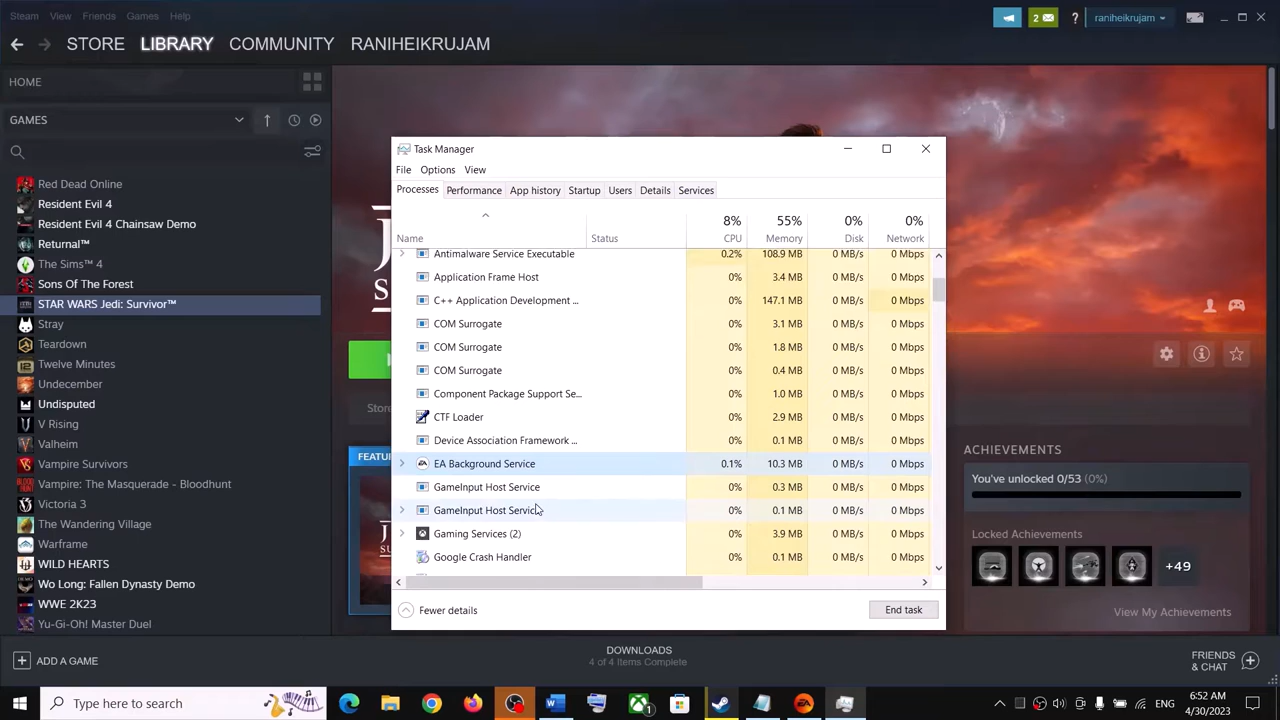 Steam View Friends Games Help
2
?
raniheikrujam
STORE LIBRARY COMMUNITY RANIHEIKRUJAM
HOME
GAMES
Red Dead Online
Resident Evil 4
Resident Evil 4 Chainsaw Demo
Returnal™
The Sims™ 4
Sons Of The Forest
STAR WARS Jedi: Survivor™
Stray
Teardown
Twelve Minutes
Undecember
Undisputed
V Rising
Valheim
Vampire Survivors
Vampire: The Masquerade - Bloodhunt
Victoria 3
The Wandering Village
Warframe
WILD HEARTS
Wo Long: Fallen Dynasty Demo
WWE 2K23
Yu-Gi-Oh! Master Duel
Task Manager
File Options View
Processes Performance App history Startup Users Details Services
8% 55% 0% 0%
Name Status CPU Memory Disk Network
Antimalware Service Executable 0.2% 108.9 MB 0 MB/s 0 Mbps
Application Frame Host 0% 3.4 MB 0 MB/s 0 Mbps
C++ Application Development ... 0% 147.1 MB 0 MB/s 0 Mbps
COM Surrogate 0% 3.1 MB 0 MB/s 0 Mbps
COM Surrogate 0% 1.8 MB 0 MB/s 0 Mbps
COM Surrogate 0% 0.4 MB 0 MB/s 0 Mbps
Component Package Support Se... 0% 1.0 MB 0 MB/s 0 Mbps
CTF Loader 0% 2.9 MB 0 MB/s 0 Mbps
Device Association Framework ... 0% 0.1 MB 0 MB/s 0 Mbps
EA Background Service 0.1% 10.3 MB 0 MB/s 0 Mbps
GameInput Host Service 0% 0.3 MB 0 MB/s 0 Mbps
GameInput Host Service 0% 0.1 MB 0 MB/s 0 Mbps
Gaming Services (2) 0% 3.9 MB 0 MB/s 0 Mbps
Google Crash Handler 0% 0.1 MB 0 MB/s 0 Mbps
Fewer details
End task
J
SU
Store
FEATU
ACHIEVEMENTS
You've unlocked 0/53 (0%)
Locked Achievements
+49
View My Achievements
ADD A GAME
DOWNLOADS
4 of 4 Items Complete
FRIENDS
& CHAT
Type here to search
1
6:52 AM
4/30/2023